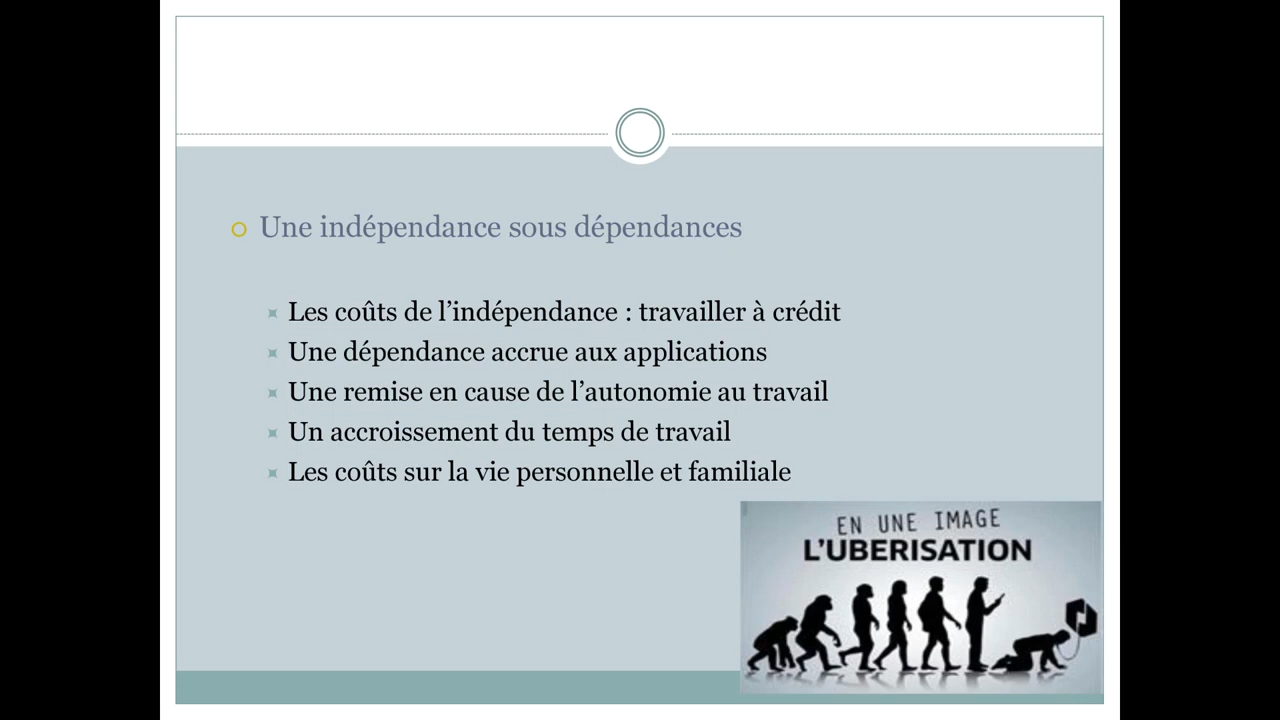 Une indépendance sous dépendances
Les coûts de l’indépendance : travailler à crédit
Une dépendance accrue aux applications
Une remise en cause de l’autonomie au travail
Un accroissement du temps de travail
Les coûts sur la vie personnelle et familiale
EN UNE IMAGE
L’UBERISATION